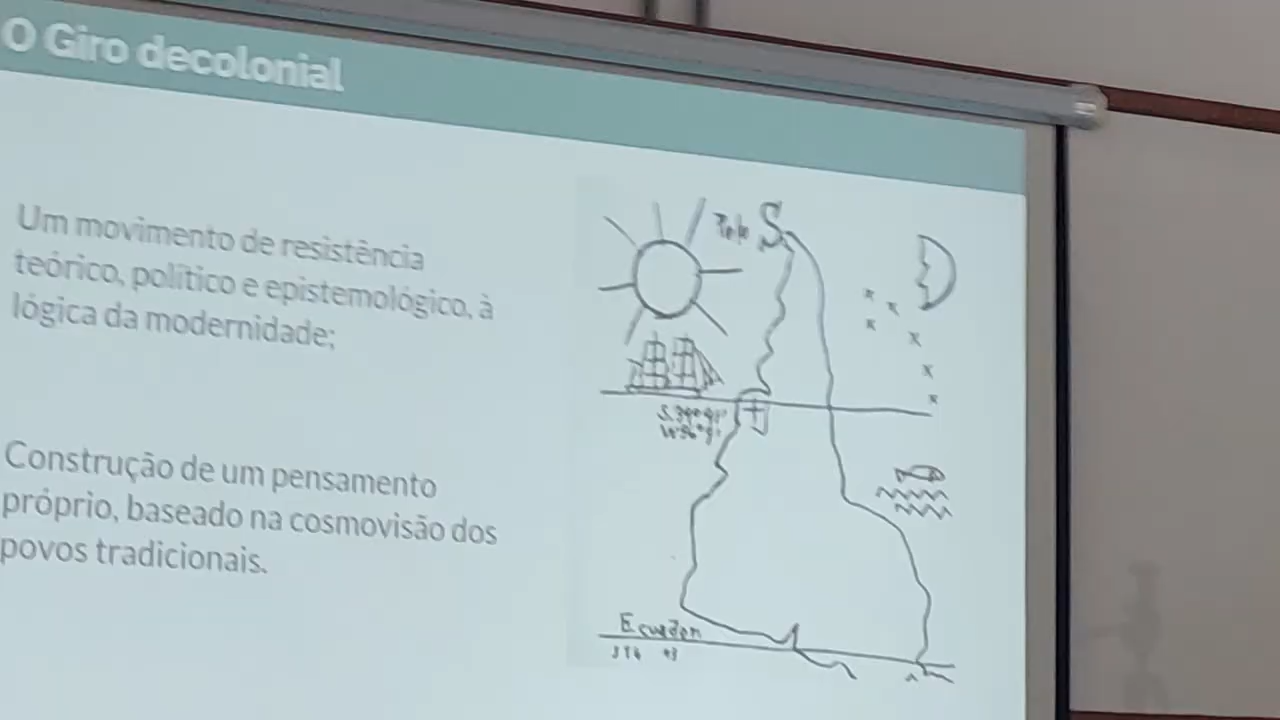 O Giro decolonial
Um movimento de resistência
teórico, político e epistemológico, à
lógica da modernidade;
Construção de um pensamento
próprio, baseado na cosmovisão dos
povos tradicionais.
Polo S.
Ecuador